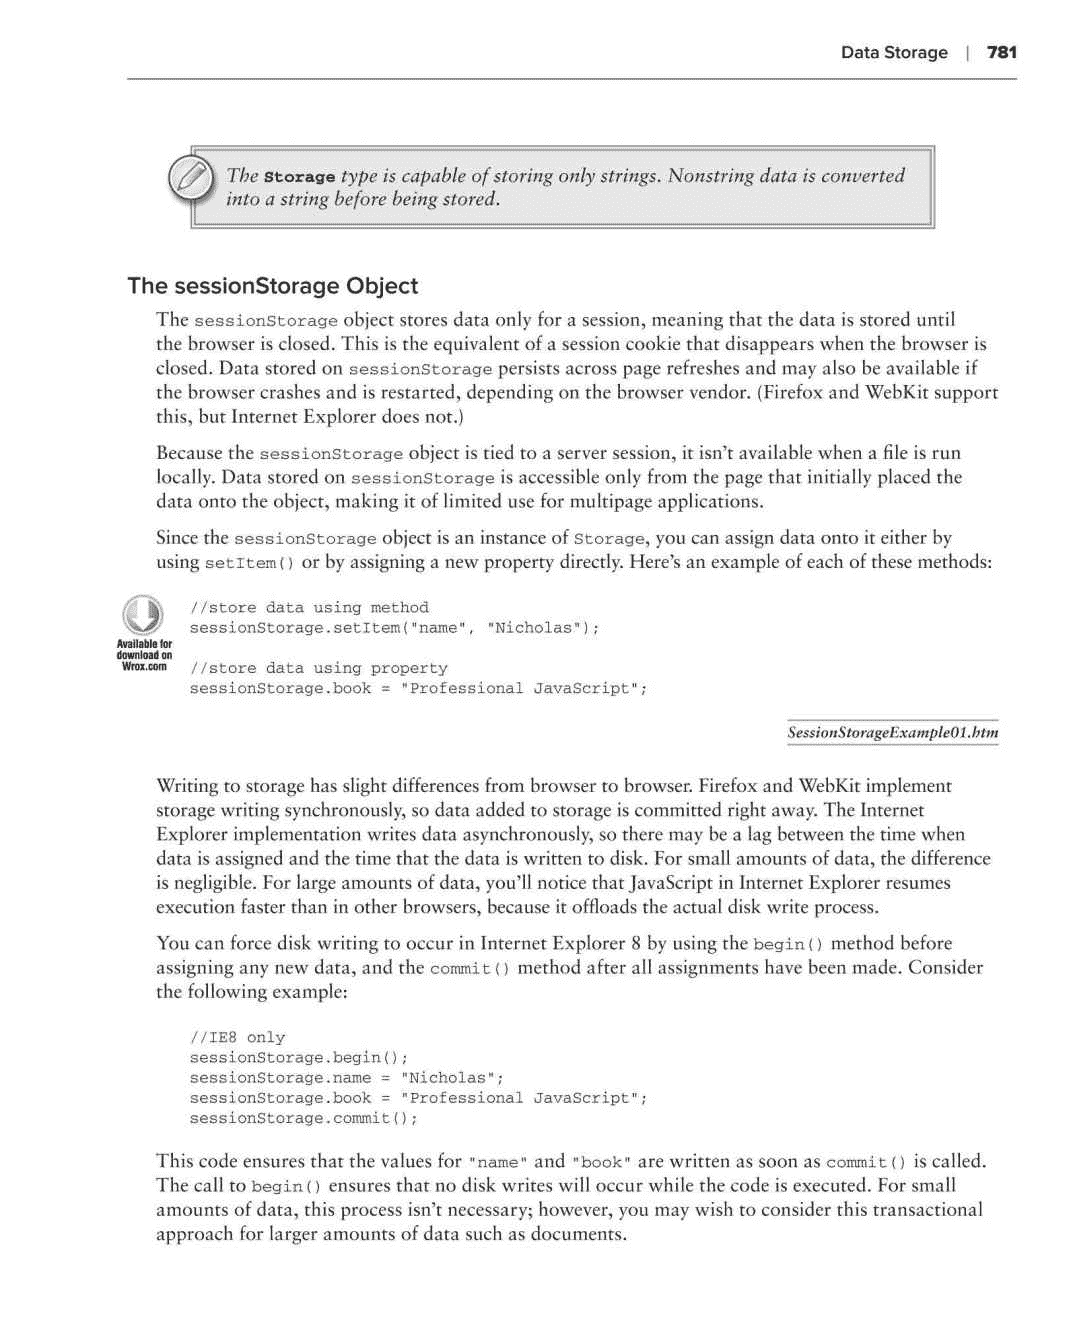 Data Storage | 781
The Storage type is capable of storing only strings. Nonstring data is converted
into a string before being stored.
The sessionStorage Object
The sessionStorage object stores data only for a session, meaning that the data is stored until
the browser is closed. This is the equivalent of a session cookie that disappears when the browser is
closed. Data stored on sessionStorage persists across page refreshes and may also be available if
the browser crashes and is restarted, depending on the browser vendor. (Firefox and WebKit support
this, but Internet Explorer does not.)
Because the sessionStorage object is tied to a server session, it isn't available when a file is run
locally. Data stored on sessionStorage is accessible only from the page that initially placed the
data onto the object, making it of limited use for multipage applications.
Since the sessionStorage object is an instance of Storage, you can assign data onto it either by
using setItem() or by assigning a new property directly. Here's an example of each of these methods:
//store data using method
sessionStorage.setItem("name", "Nicholas");
Available for
download on
Wrox.com
//store data using property
sessionStorage.book = "Professional JavaScript";
SessionStorageExample01.htm
Writing to storage has slight differences from browser to browser. Firefox and WebKit implement
storage writing synchronously, so data added to storage is committed right away. The Internet
Explorer implementation writes data asynchronously, so there may be a lag between the time when
data is assigned and the time that the data is written to disk. For small amounts of data, the difference
is negligible. For large amounts of data, you'll notice that JavaScript in Internet Explorer resumes
execution faster than in other browsers, because it offloads the actual disk write process.
You can force disk writing to occur in Internet Explorer 8 by using the begin() method before
assigning any new data, and the commit() method after all assignments have been made. Consider
the following example:
//IE8 only
sessionStorage.begin();
sessionStorage.name = "Nicholas";
sessionStorage.book = "Professional JavaScript";
sessionStorage.commit();
This code ensures that the values for "name" and "book" are written as soon as commit() is called.
The call to begin() ensures that no disk writes will occur while the code is executed. For small
amounts of data, this process isn't necessary; however, you may wish to consider this transactional
approach for larger amounts of data such as documents.